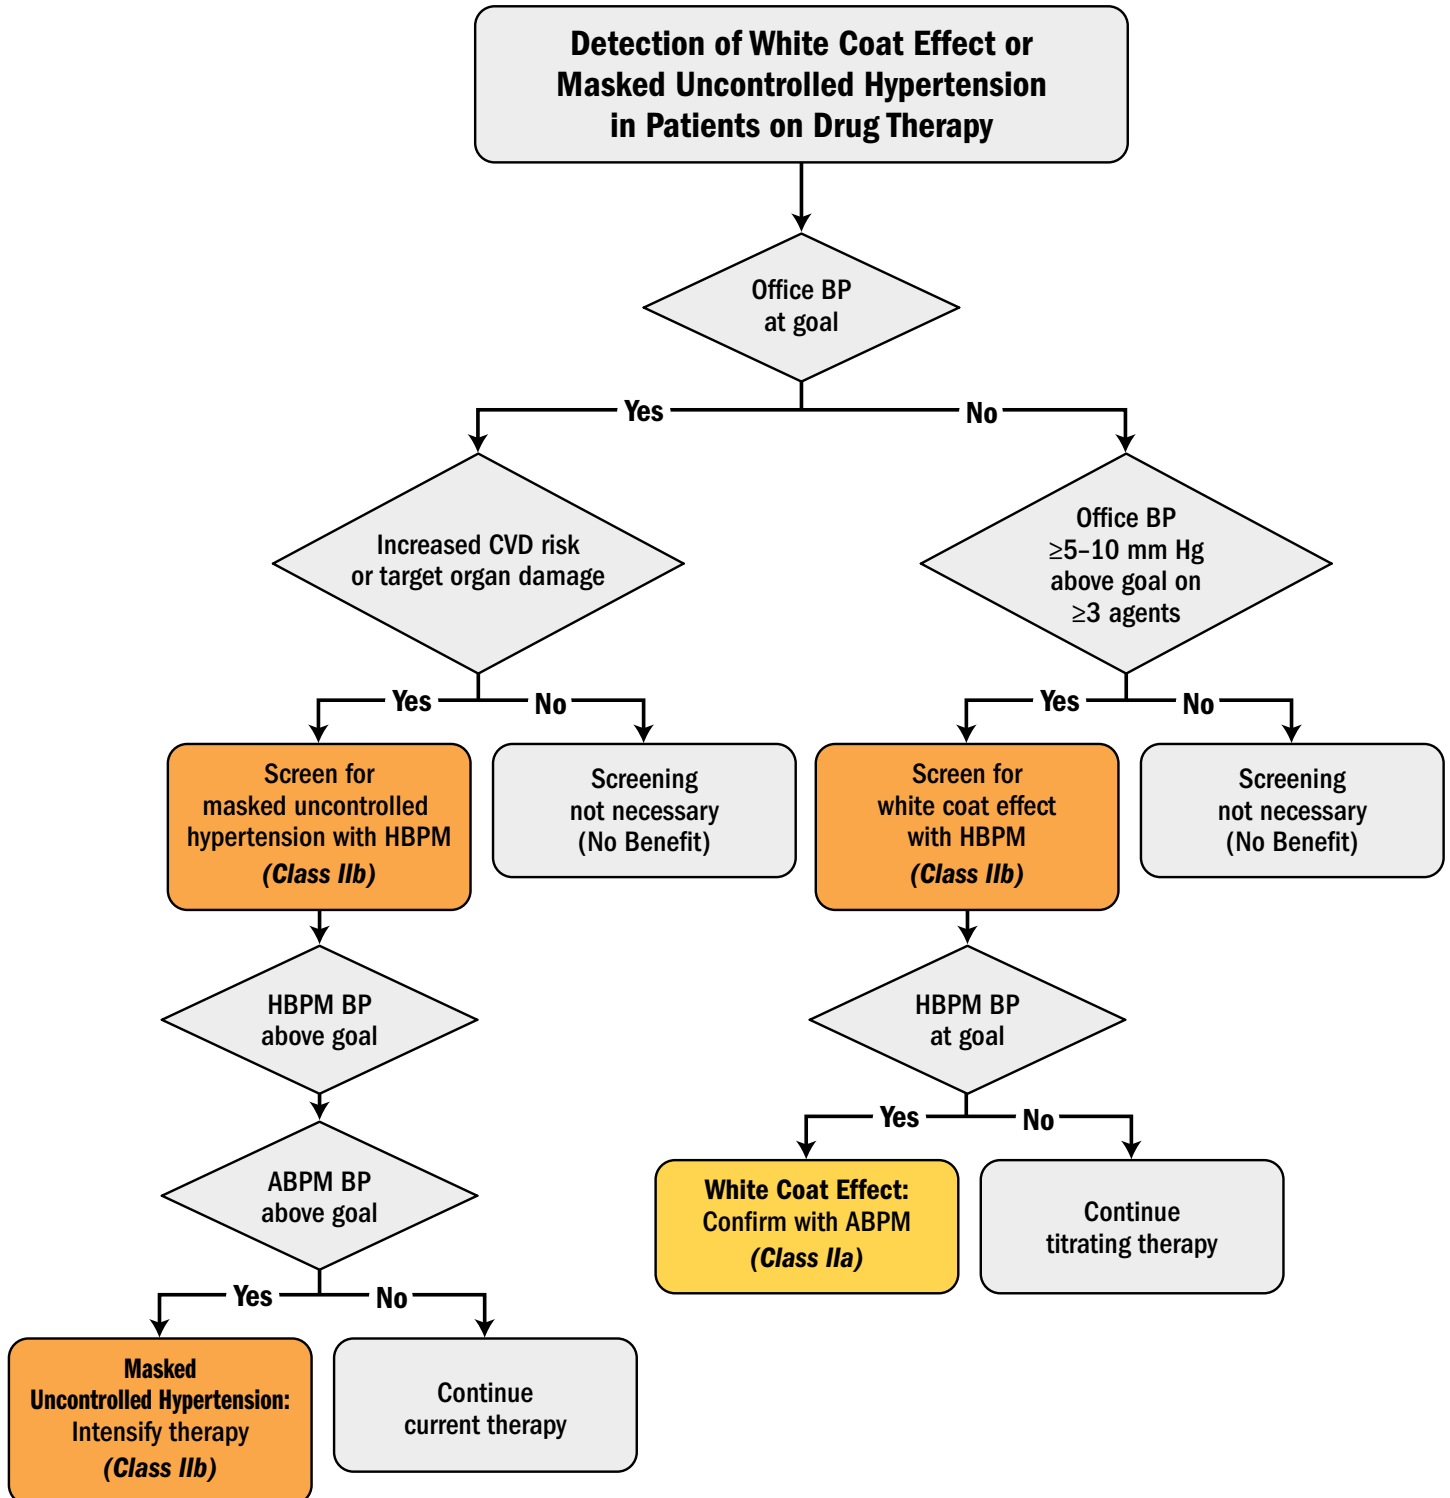 Detection of White Coat Effect or
Masked Uncontrolled Hypertension
in Patients on Drug Therapy
Office BP
at goal
Yes
No
Increased CVD risk
or target organ damage
Office BP
≥5–10 mm Hg
above goal on
≥3 agents
Yes
No
Yes
No
Screen for
masked uncontrolled
hypertension with HBPM
(Class IIb)
Screening
not necessary
(No Benefit)
Screen for
white coat effect
with HBPM
(Class IIb)
Screening
not necessary
(No Benefit)
HBPM BP
above goal
HBPM BP
at goal
Yes
No
ABPM BP
above goal
White Coat Effect:
Confirm with ABPM
(Class IIa)
Continue
titrating therapy
Yes
No
Masked
Uncontrolled Hypertension:
Intensify therapy
(Class IIb)
Continue
current therapy